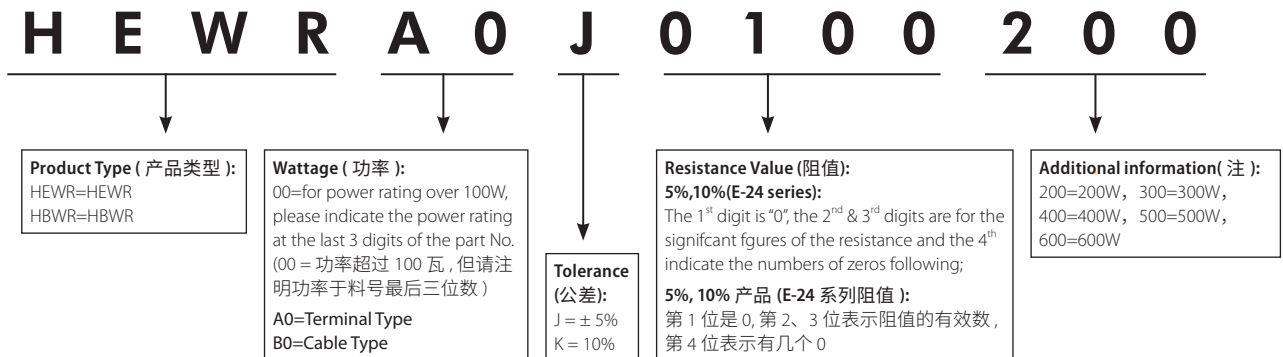 H E W R A 0 J 0 1 0 0 2 0 0
Product Type ( 产品类型 ):
HEWR=HEWR
HBWR=HBWR
Wattage ( 功率 ):
00=for power rating over 100W,
please indicate the power rating
at the last 3 digits of the part No.
(00 = 功率超过 100 瓦 , 但请注
明功率于料号最后三位数 )
A0=Terminal Type
B0=Cable Type
Tolerance
(公差):
J = ± 5%
K = 10%
Resistance Value (阻值):
5%,10%(E-24 series):
The 1st digit is "0", the 2nd & 3rd digits are for the
signifcant fgures of the resistance and the 4th
indicate the numbers of zeros following;
5%, 10% 产品 (E-24 系列阻值 ):
第 1 位是 0, 第 2、3 位表示阻值的有效数 ,
第 4 位表示有几个 0
Additional information( 注 ):
200=200W，300=300W，
400=400W，500=500W，
600=600W